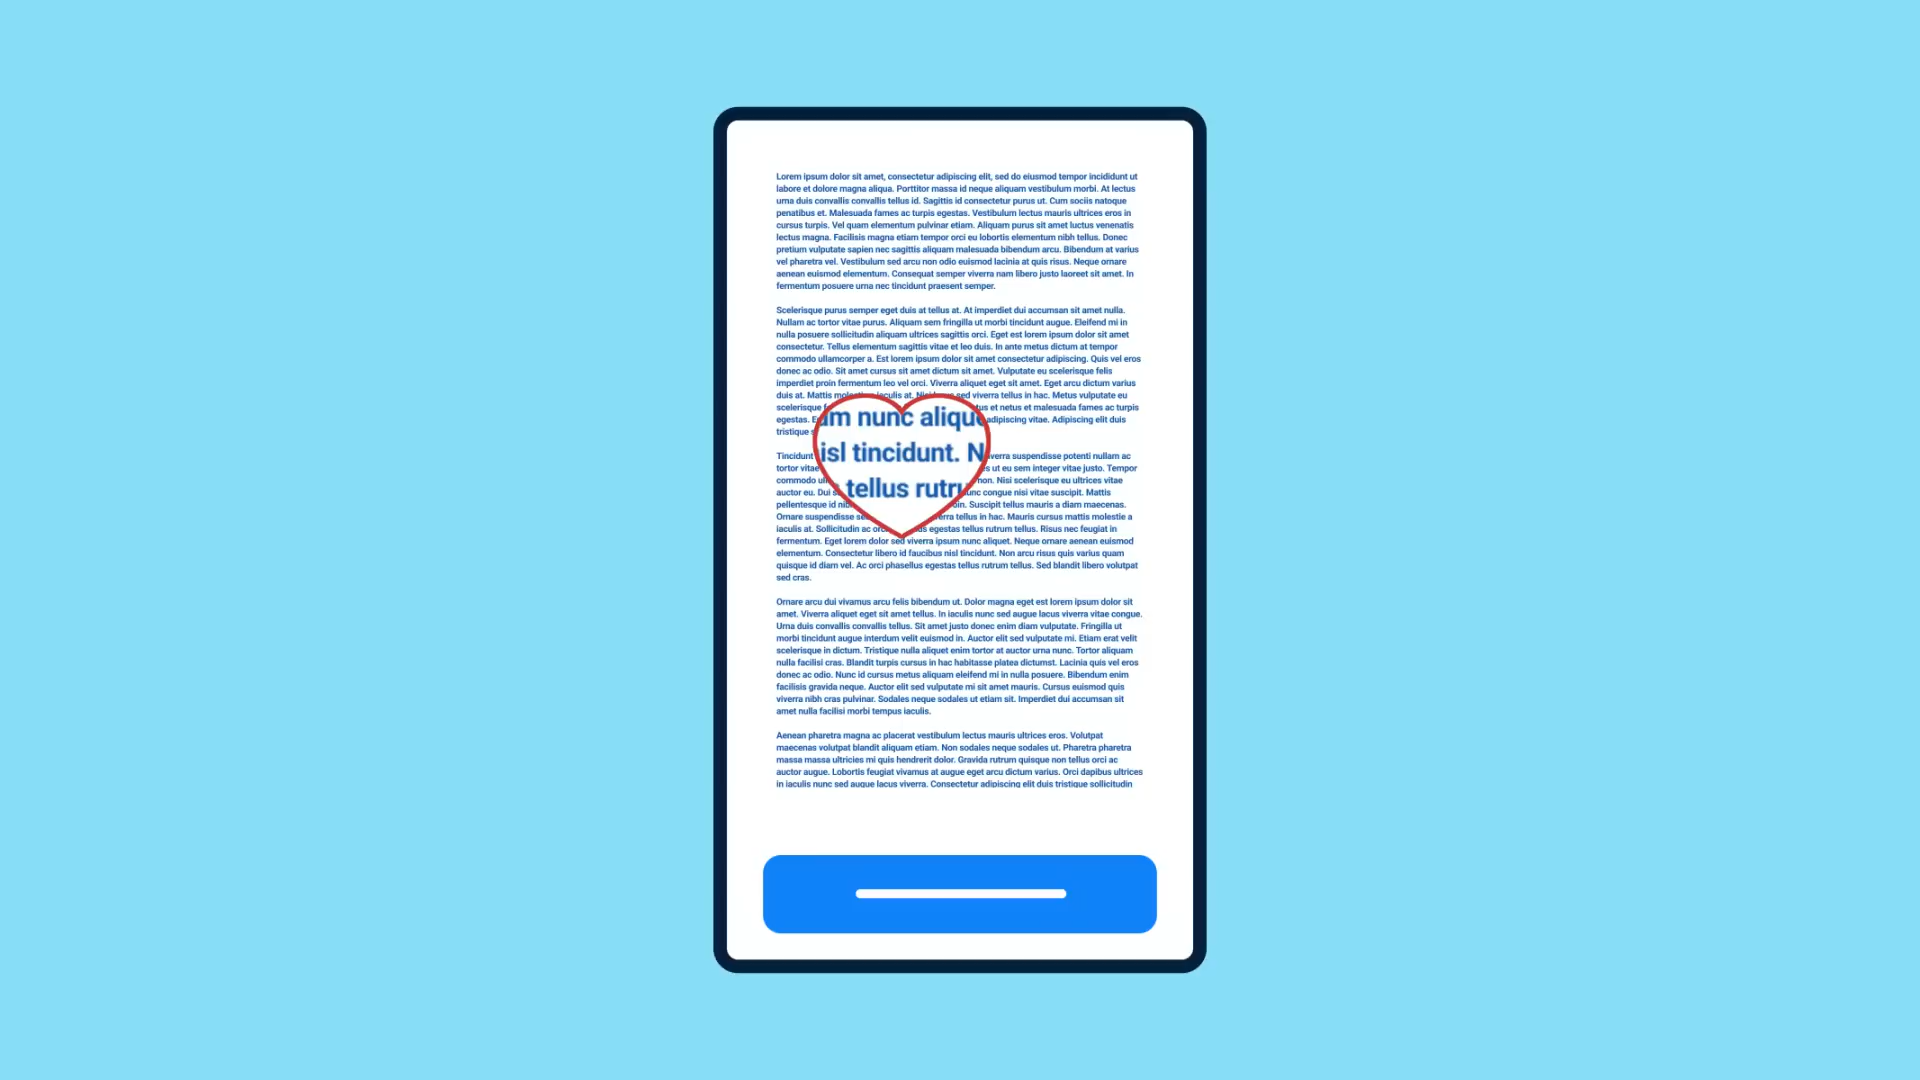 Lorem ipsum dolor sit amet, consectetur adipiscing elit, sed do eiusmod tempor incididunt ut
labore et dolore magna aliqua. Porttitor massa id neque aliquam vestibulum morbi. At lectus
urna duis convallis convallis tellus id. Sagittis id consectetur purus ut. Cum sociis natoque
penatibus et. Malesuada fames ac turpis egestas. Vestibulum lectus mauris ultrices eros in
cursus turpis. Vel quam elementum pulvinar etiam. Aliquam purus sit amet luctus venenatis
lectus magna. Facilisis magna etiam tempor orci eu lobortis elementum nibh tellus. Donec
pretium vulputate sapien nec sagittis aliquam malesuada bibendum arcu. Bibendum at varius
vel pharetra vel. Vestibulum sed arcu non odio euismod lacinia at quis risus. Neque ornare
aenean euismod elementum. Consequat semper viverra nam libero justo laoreet sit amet. In
fermentum posuere urna nec tincidunt praesent semper.
Scelerisque purus semper eget duis at tellus at. At imperdiet dui accumsan sit amet nulla.
Nullam ac tortor vitae purus. Aliquam sem fringilla ut morbi tincidunt augue. Eleifend mi in
nulla posuere sollicitudin aliquam ultrices sagittis orci. Eget est lorem ipsum dolor sit amet
consectetur. Tellus elementum sagittis vitae et leo duis. In ante metus dictum at tempor
commodo ullamcorper a. Est lorem ipsum dolor sit amet consectetur adipiscing. Quis vel eros
donec ac odio. Sit amet cursus sit amet dictum sit amet. Vulputate eu scelerisque felis
imperdiet proin fermentum leo vel orci. Viverra aliquet eget sit amet. Eget arcu dictum varius
duis at. Mattis iaculis at. sed viverra tellus in hac. Metus vulputate eu
scelerisque et netus et malesuada fames ac turpis
egestas. adipiscing vitae. Adipiscing elit duis
tristique
um nunc alique
isl tincidunt. N
tellus rutru
Tincidunt suspendisse potenti nullam ac
tortor vitae ut eu sem integer vitae justo. Tempor
commodo non. Nisi scelerisque eu ultrices vitae
auctor eu. Dui congue nisi vitae suscipit. Mattis
pellentesque id Suscipit tellus mauris a diam maecenas.
Ornare suspendisse tellus in hac. Mauris cursus mattis molestie a
iaculis at. Sollicitudin ac egestas tellus rutrum tellus. Risus nec feugiat in
fermentum. Eget lorem dolor sed viverra ipsum nunc aliquet. Neque ornare aenean euismod
elementum. Consectetur libero id faucibus nisl tincidunt. Non arcu risus quis varius quam
quisque id diam vel. Ac orci phasellus egestas tellus rutrum tellus. Sed blandit libero volutpat
sed cras.
Ornare arcu dui vivamus arcu felis bibendum ut. Dolor magna eget est lorem ipsum dolor sit
amet. Viverra aliquet eget sit amet tellus. In iaculis nunc sed augue lacus viverra vitae congue.
Urna duis convallis convallis tellus. Sit amet justo donec enim diam vulputate. Fringilla ut
morbi tincidunt augue interdum velit euismod in. Auctor elit sed vulputate mi. Etiam erat velit
scelerisque in dictum. Tristique nulla aliquet enim tortor at auctor urna nunc. Tortor aliquam
nulla facilisi cras. Blandit turpis cursus in hac habitasse platea dictumst. Lacinia quis vel eros
donec ac odio. Nunc id cursus metus aliquam eleifend mi in nulla posuere. Bibendum enim
facilisis gravida neque. Auctor elit sed vulputate mi sit amet mauris. Cursus euismod quis
viverra nibh cras pulvinar. Sodales neque sodales ut etiam sit. Imperdiet dui accumsan sit
amet nulla facilisi morbi tempus iaculis.
Aenean pharetra magna ac placerat vestibulum lectus mauris ultrices eros. Volutpat
maecenas volutpat blandit aliquam etiam. Non sodales neque sodales ut. Pharetra pharetra
massa massa ultricies mi quis hendrerit dolor. Gravida rutrum quisque non tellus orci ac
auctor augue. Lobortis feugiat vivamus at augue eget arcu dictum varius. Orci dapibus ultrices
in iaculis nunc sed augue lacus viverra. Consectetur adipiscing elit duis tristique sollicitudin